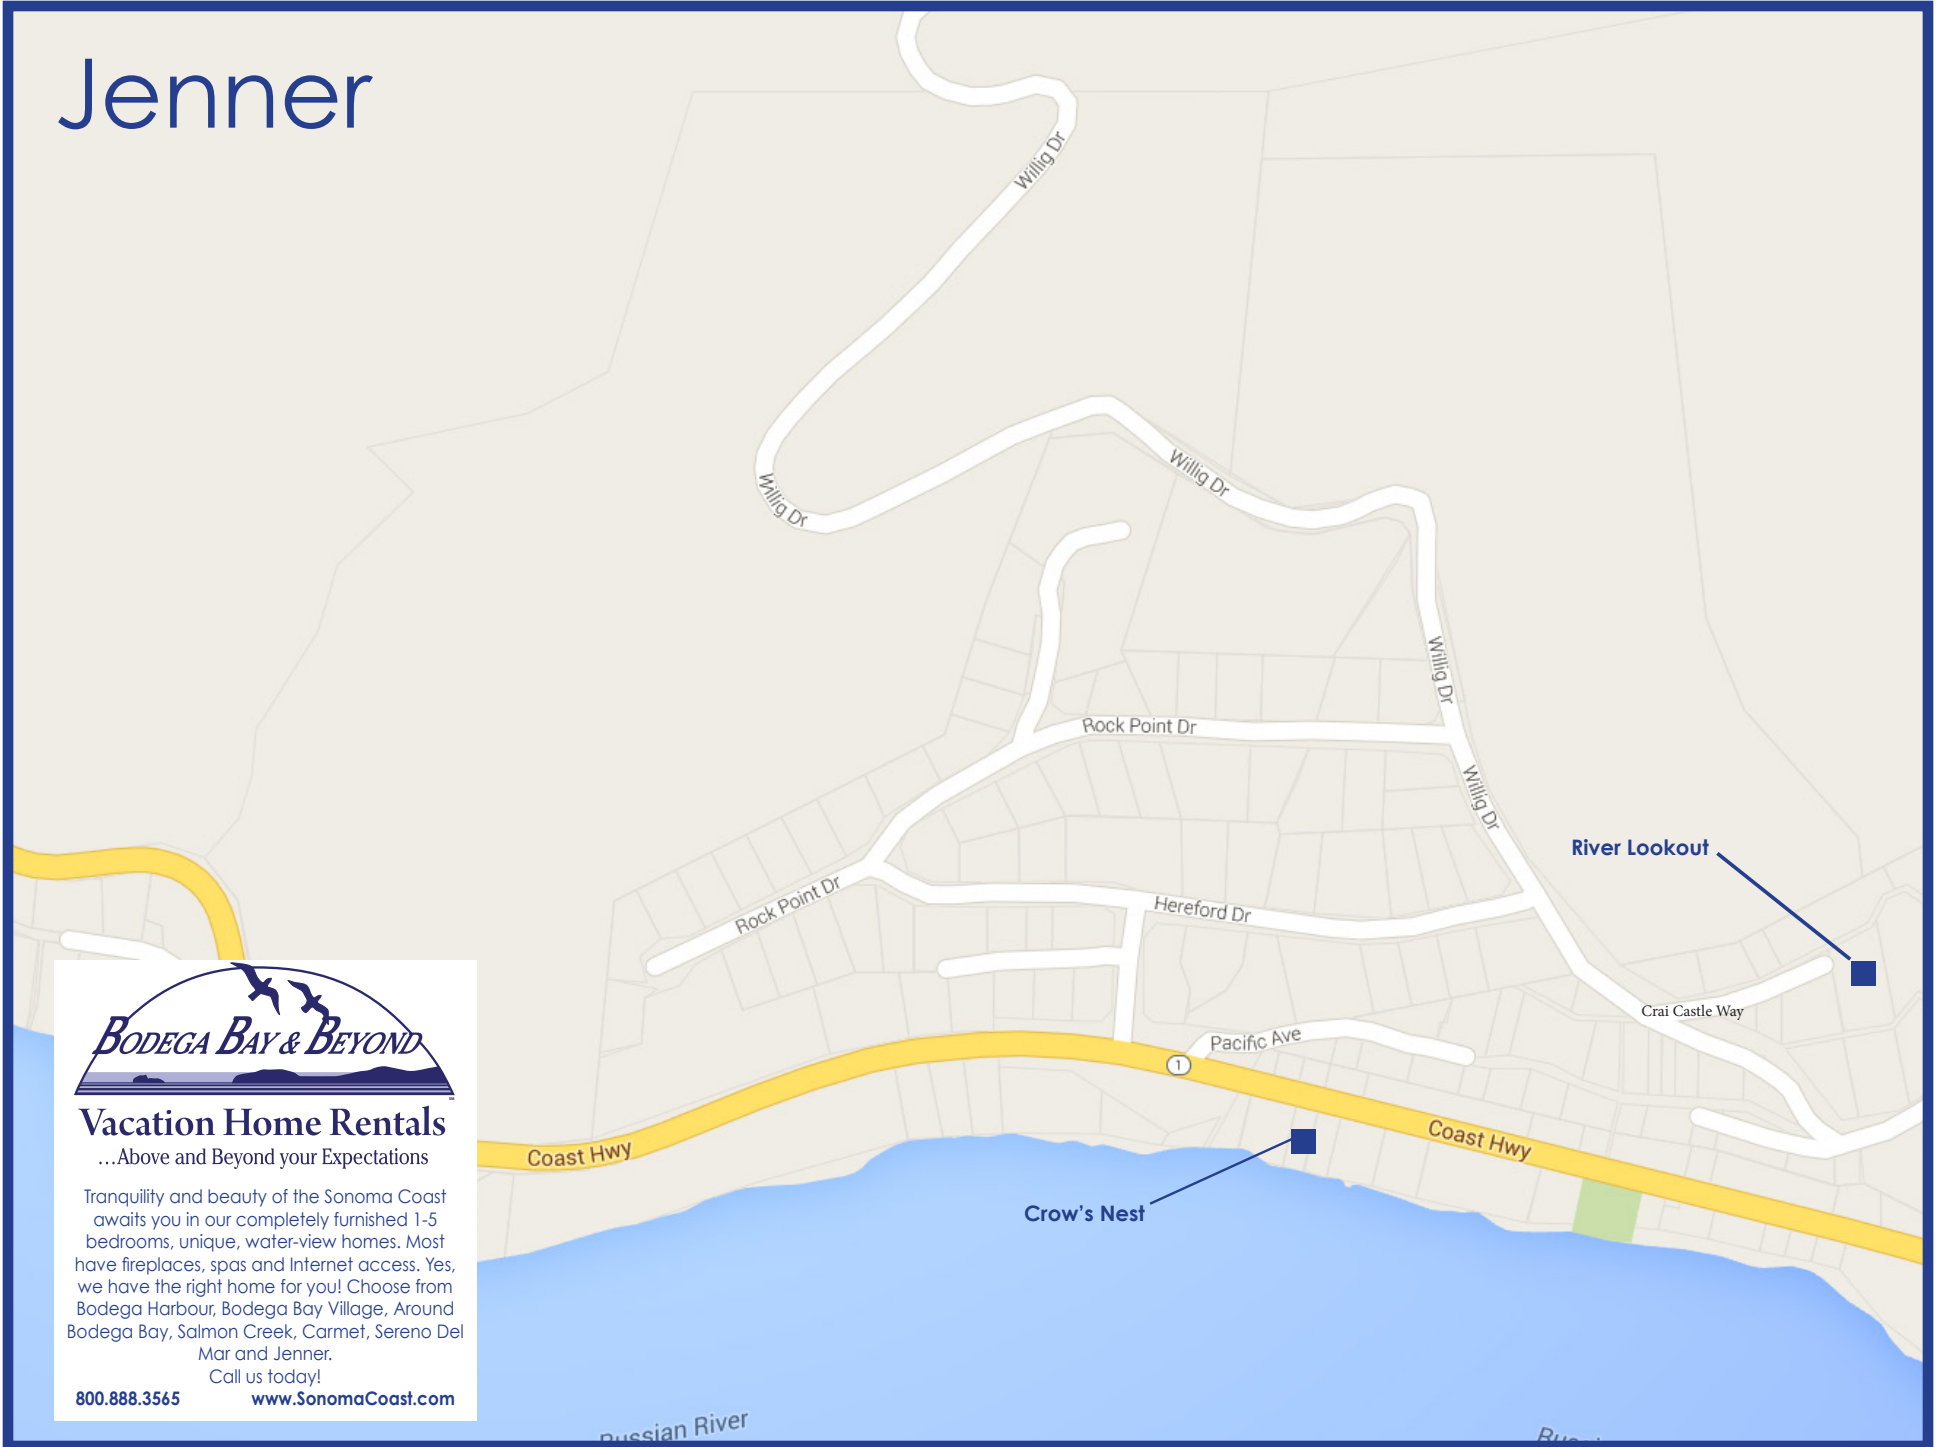 Jenner
Willig Dr
Willig Dr
Willig Dr
Willig Dr
Rock Point Dr
Willig Dr
River Lookout
Rock Point Dr
Hereford Dr
Crai Castle Way
Pacific Ave
1
Coast Hwy
Coast Hwy
Crow's Nest
BODEGA BAY & BEYOND
Vacation Home Rentals
...Above and Beyond your Expectations
Tranquility and beauty of the Sonoma Coast
awaits you in our completely furnished 1-5
bedrooms, unique, water-view homes. Most
have fireplaces, spas and Internet access. Yes,
we have the right home for you! Choose from
Bodega Harbour, Bodega Bay Village, Around
Bodega Bay, Salmon Creek, Carmet, Sereno Del
Mar and Jenner.
Call us today!
800.888.3565 www.SonomaCoast.com
Russian River